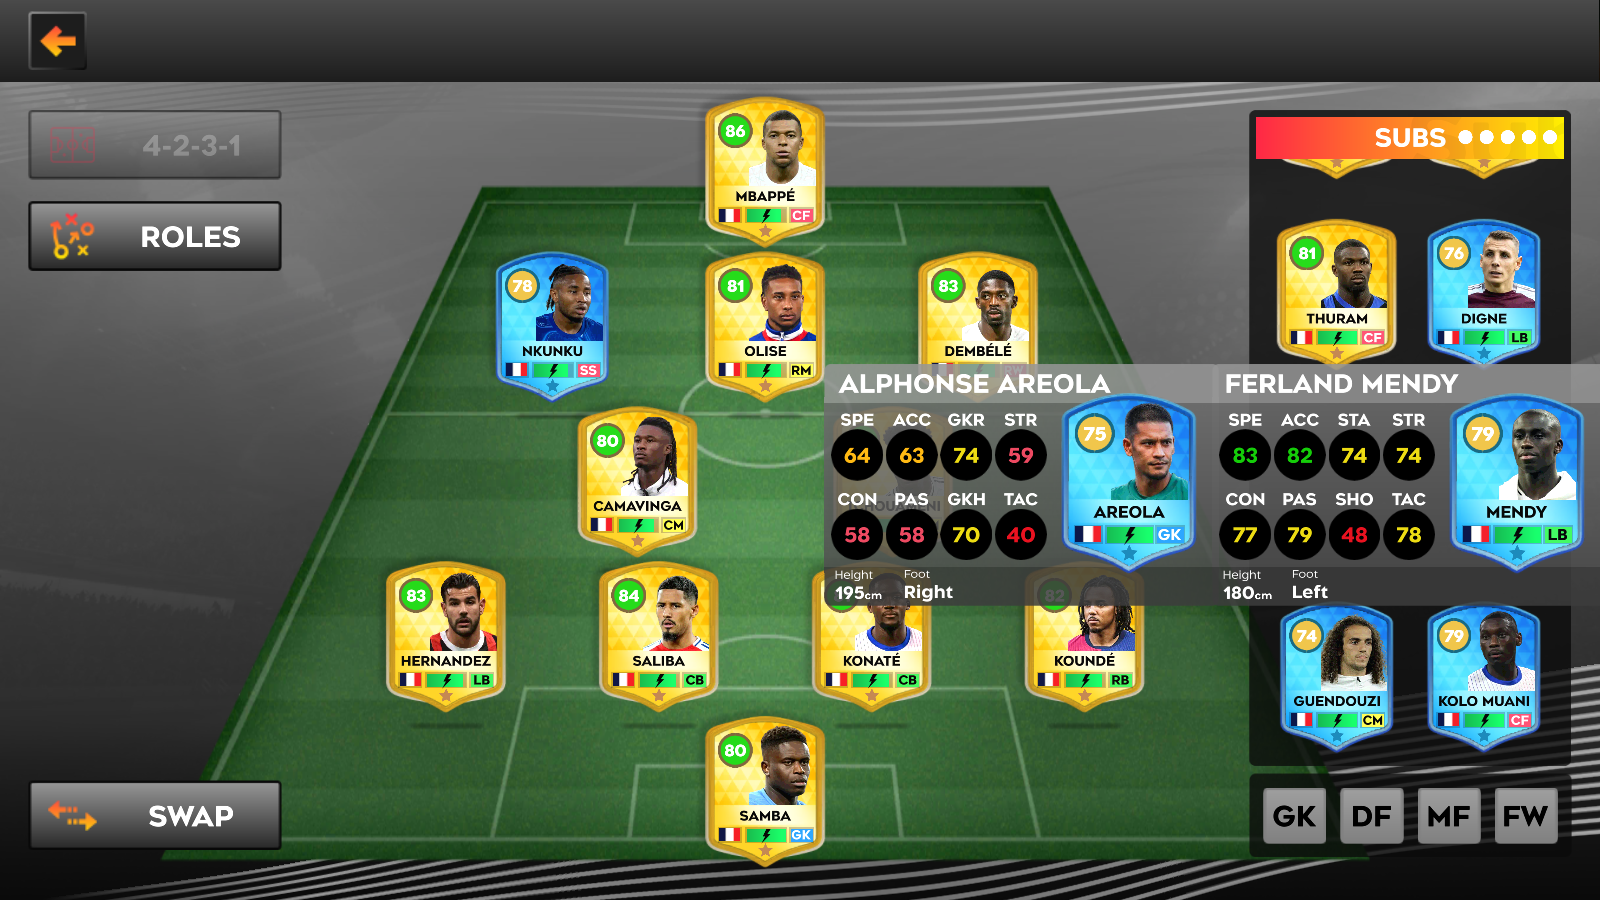 4-2-3-1
ROLES
SUBS
86
MBAPPÉ
CF
78
NKUNKU
SS
81
OLISE
RM
83
DEMBÉLÉ
81
THURAM
CF
76
DIGNE
LB
80
CAMAVINGA
CM
ALPHONSE AREOLA
SPE ACC GKR STR
64 63 74 59
CON PAS GKH TAC
58 58 70 40
Height Foot
195cm Right
75
AREOLA
GK
FERLAND MENDY
SPE ACC STA STR
83 82 74 74
CON PAS SHO TAC
77 79 48 78
Height Foot
180cm Left
79
MENDY
LB
83
HERNANDEZ
LB
84
SALIBA
CB
KONATÉ
CB
82
KOUNDÉ
RB
74
GUENDOUZI
CM
79
KOLO MUANI
CF
80
SAMBA
GK
SWAP
GK DF MF FW